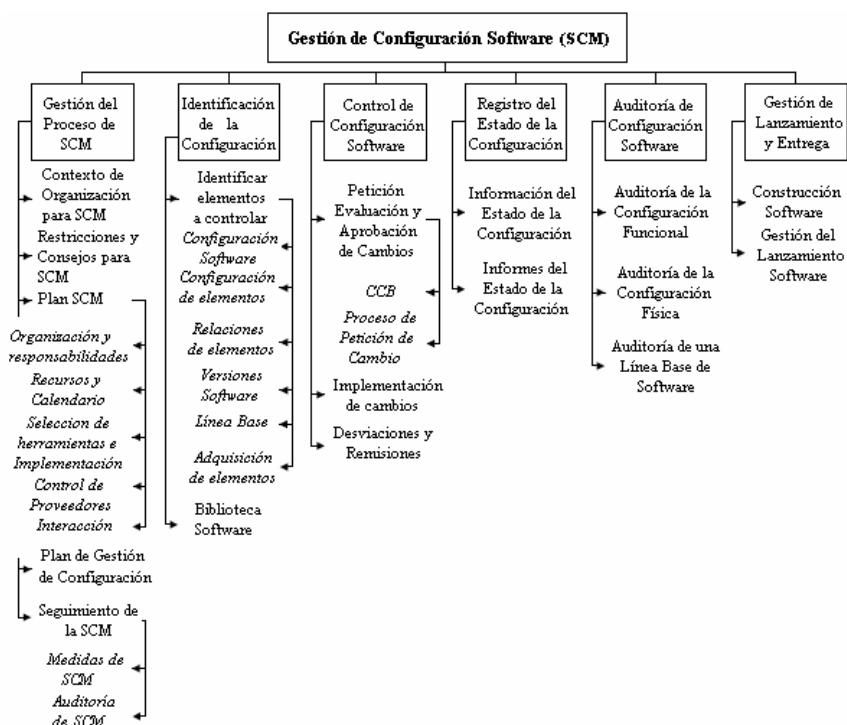 Gestión de Configuración Software (SCM)
Gestión del
Proceso de
SCM
Contexto de
Organización
para SCM
Restricciones y
Consejos para
SCM
Plan SCM
Organización y
responsabilidades
Recursos y
Calendario
Seleccion de
herramientas e
Implementación
Control de
Proveedores
Interacción
Plan de Gestión
de Configuración
Seguimiento de
la SCM
Medidas de
SCM
Auditoría
de SCM
Identificación
de la
Configuración
Identificar
elementos
a controlar
Configuración
Software
Configuración
de elementos
Relaciones
de elementos
Versiones
Software
Línea Base
Adquisición
de elementos
Biblioteca
Software
Control de
Configuración
Software
Petición
Evaluación y
Aprobación
de Cambios
CCB
Proceso de
Petición de
Cambio
Implementación
de cambios
Desviaciones y
Remisiones
Registro del
Estado de la
Configuración
Información del
Estado de la
Configuración
Informes del
Estado de la
Configuración
Auditoría de
Configuración
Software
Auditoría de la
Configuración
Funcional
Auditoría de la
Configuración
Física
Auditoría de una
Línea Base de
Software
Gestión de
Lanzamiento
y Entrega
Construcción
Software
Gestión del
Lanzamiento
Software